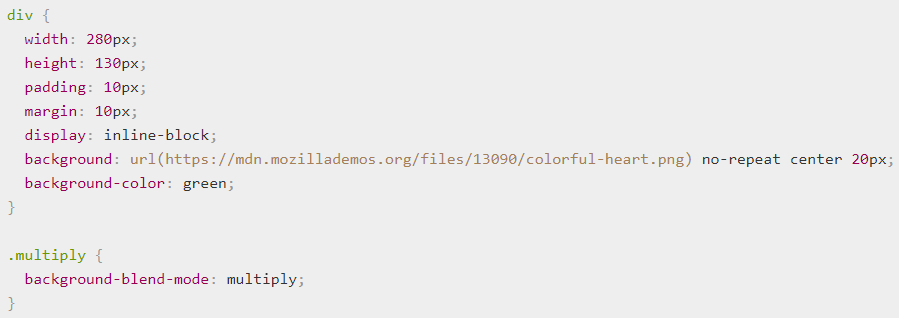 div {
  width: 280px;
  height: 130px;
  padding: 10px;
  margin: 10px;
  display: inline-block;
  background: url(https://mdn.mozillademos.org/files/13090/colorful-heart.png) no-repeat center 20px;
  background-color: green;
}

.multiply {
  background-blend-mode: multiply;
}